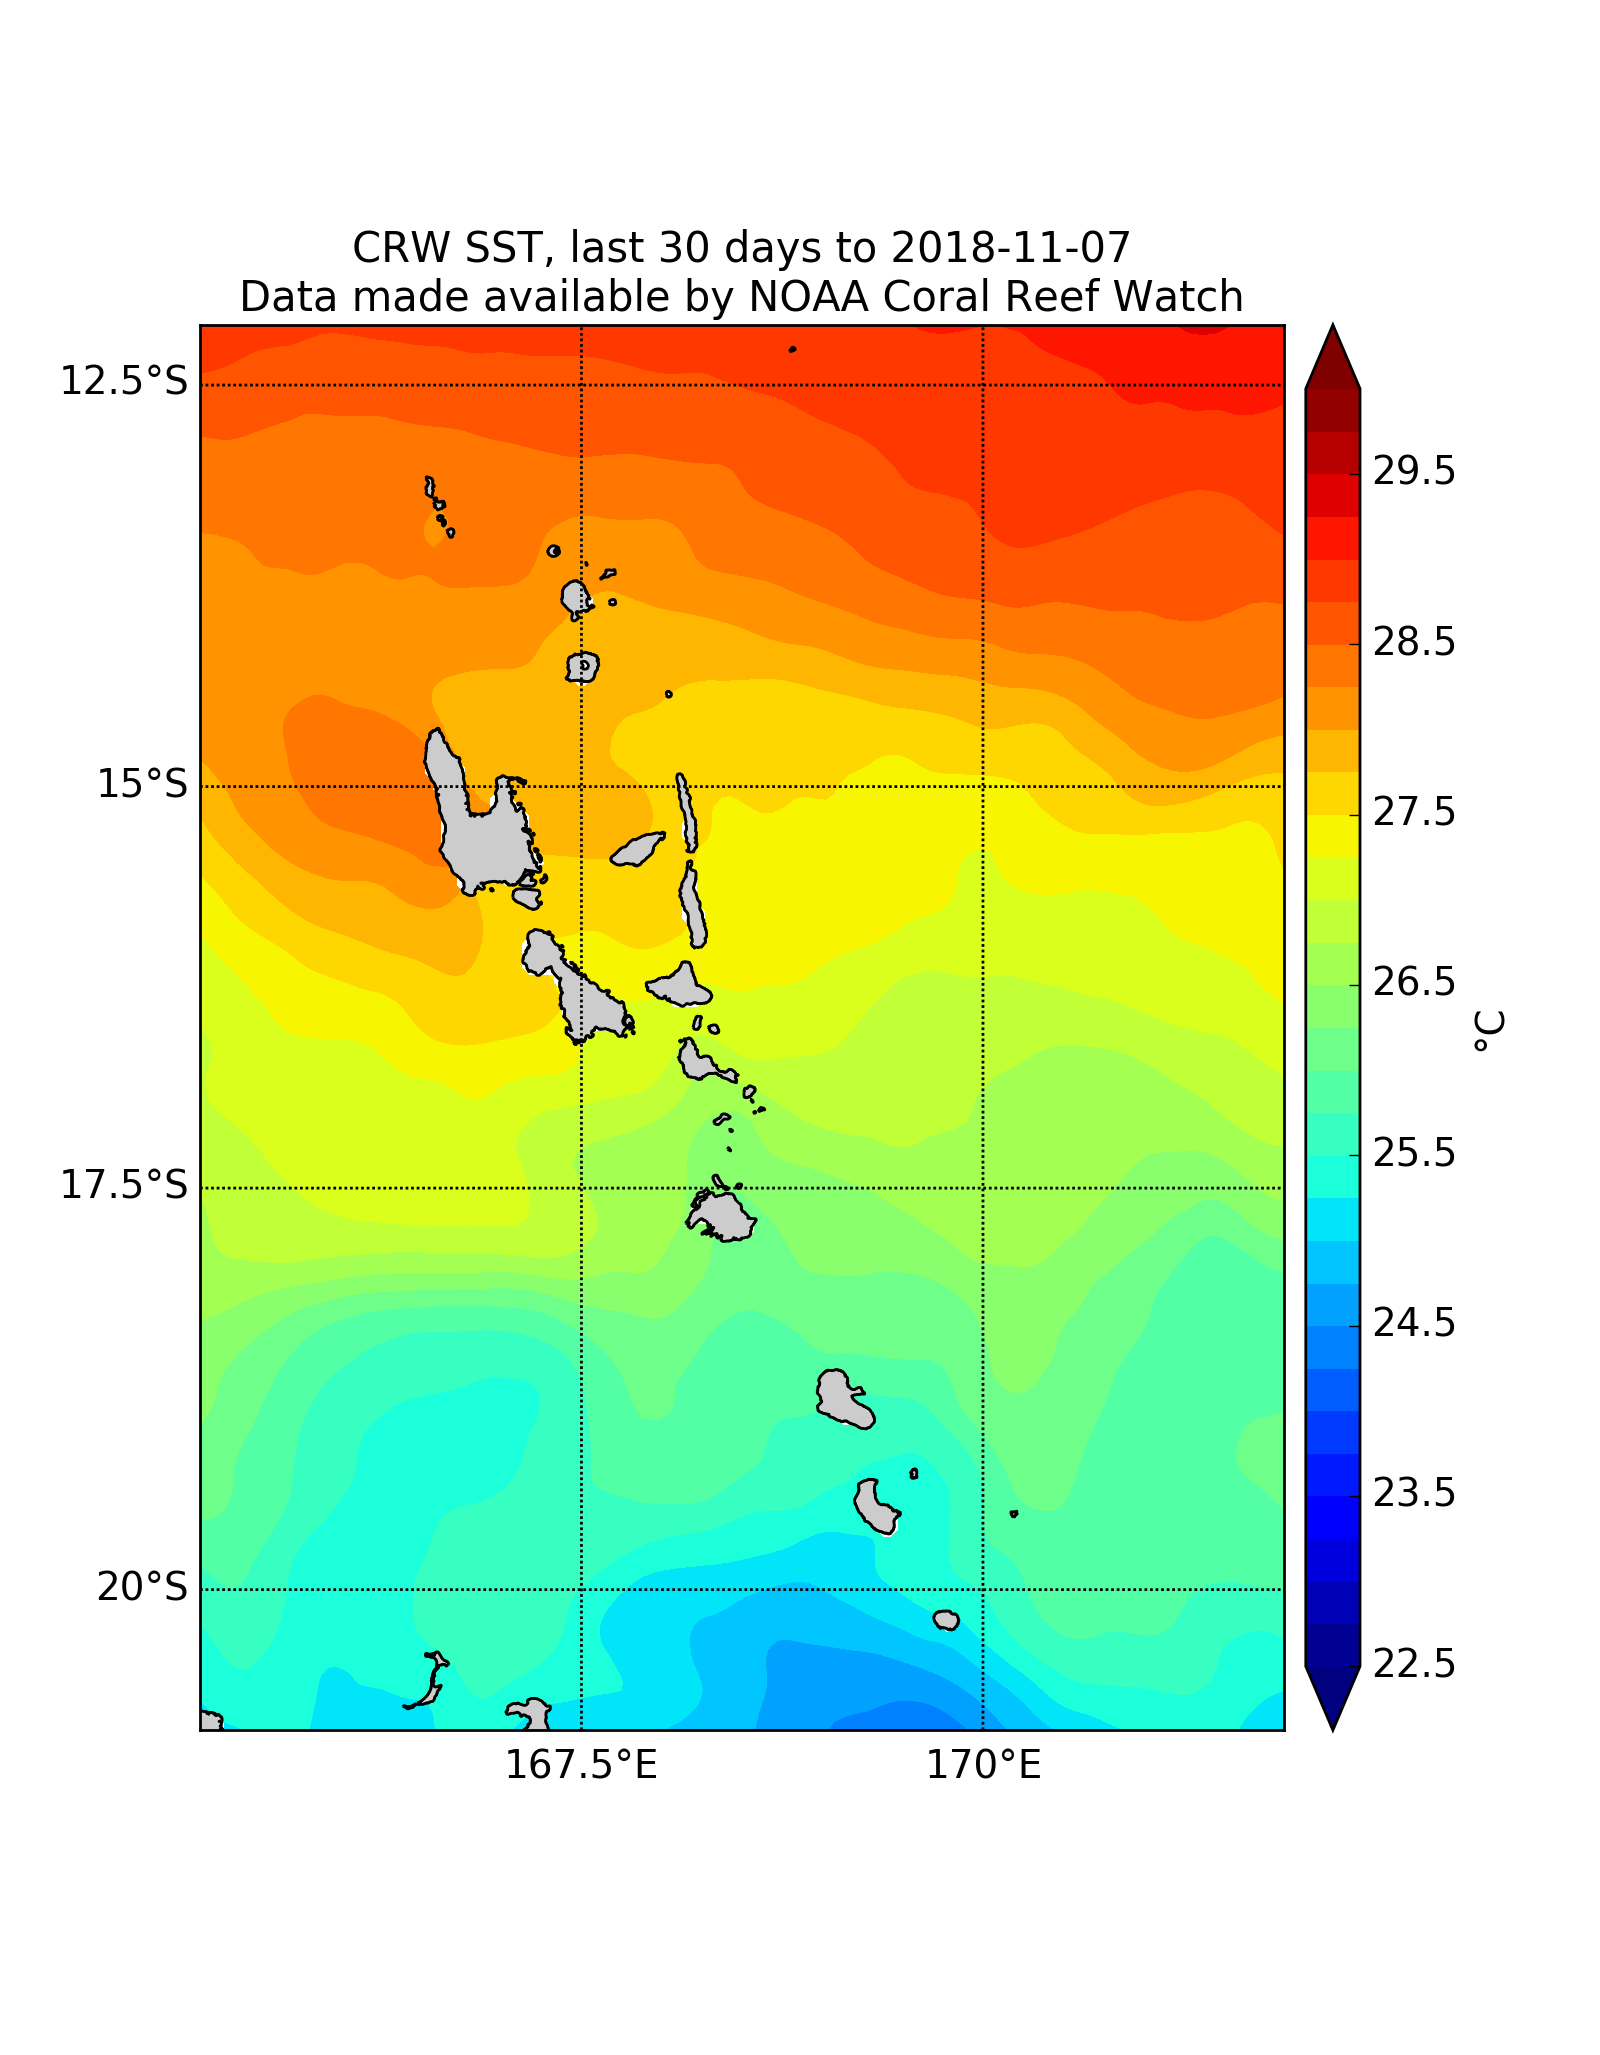 CRW SST, last 30 days to 2018-11-07
Data made available by NOAA Coral Reef Watch
12.5°S
15°S
17.5°S
20°S
167.5°E
170°E
29.5
28.5
27.5
26.5
25.5
24.5
23.5
22.5
°C